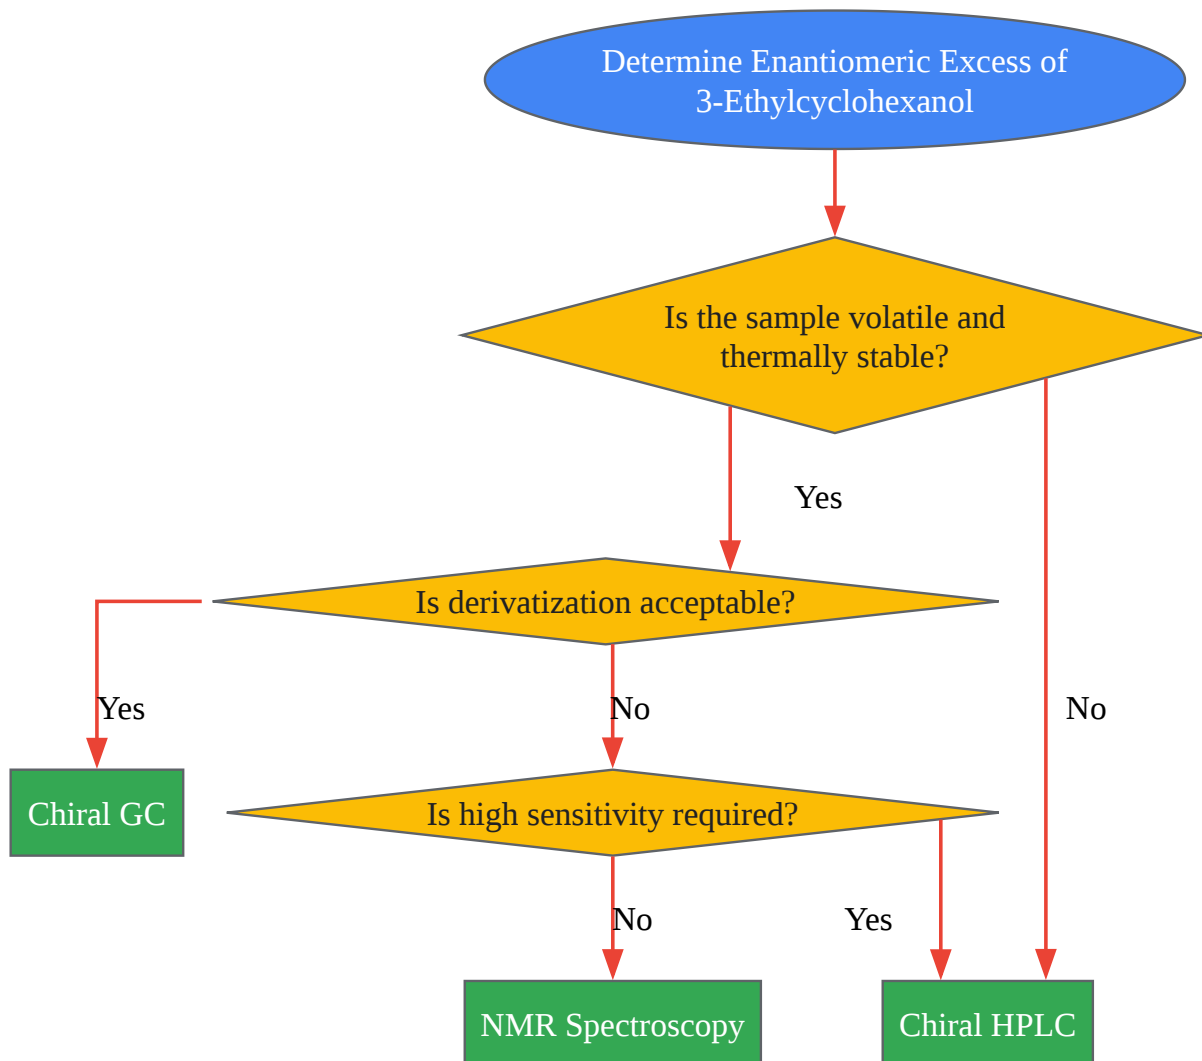 Determine Enantiomeric Excess of
3-Ethylcyclohexanol
Is the sample volatile and
thermally stable?
Yes
Is derivatization acceptable?
Yes
No
No
Chiral GC
Is high sensitivity required?
No
Yes
NMR Spectroscopy
Chiral HPLC